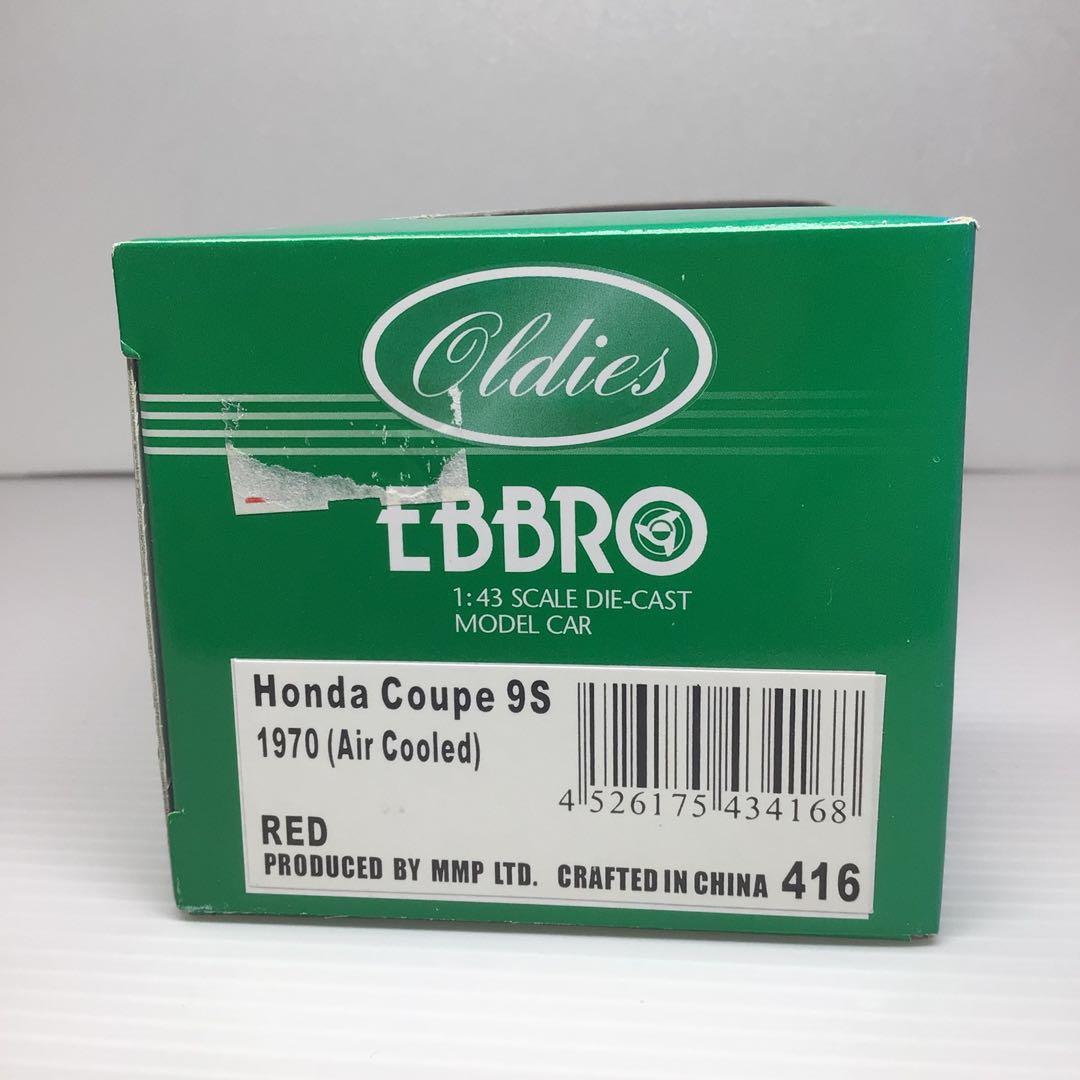 Oldies
EBBRO
1:43 SCALE DIE-CAST
MODEL CAR
Honda Coupe 9S
1970 (Air Cooled)
4 526175 434168
RED
PRODUCED BY MMP LTD. CRAFTED IN CHINA 416